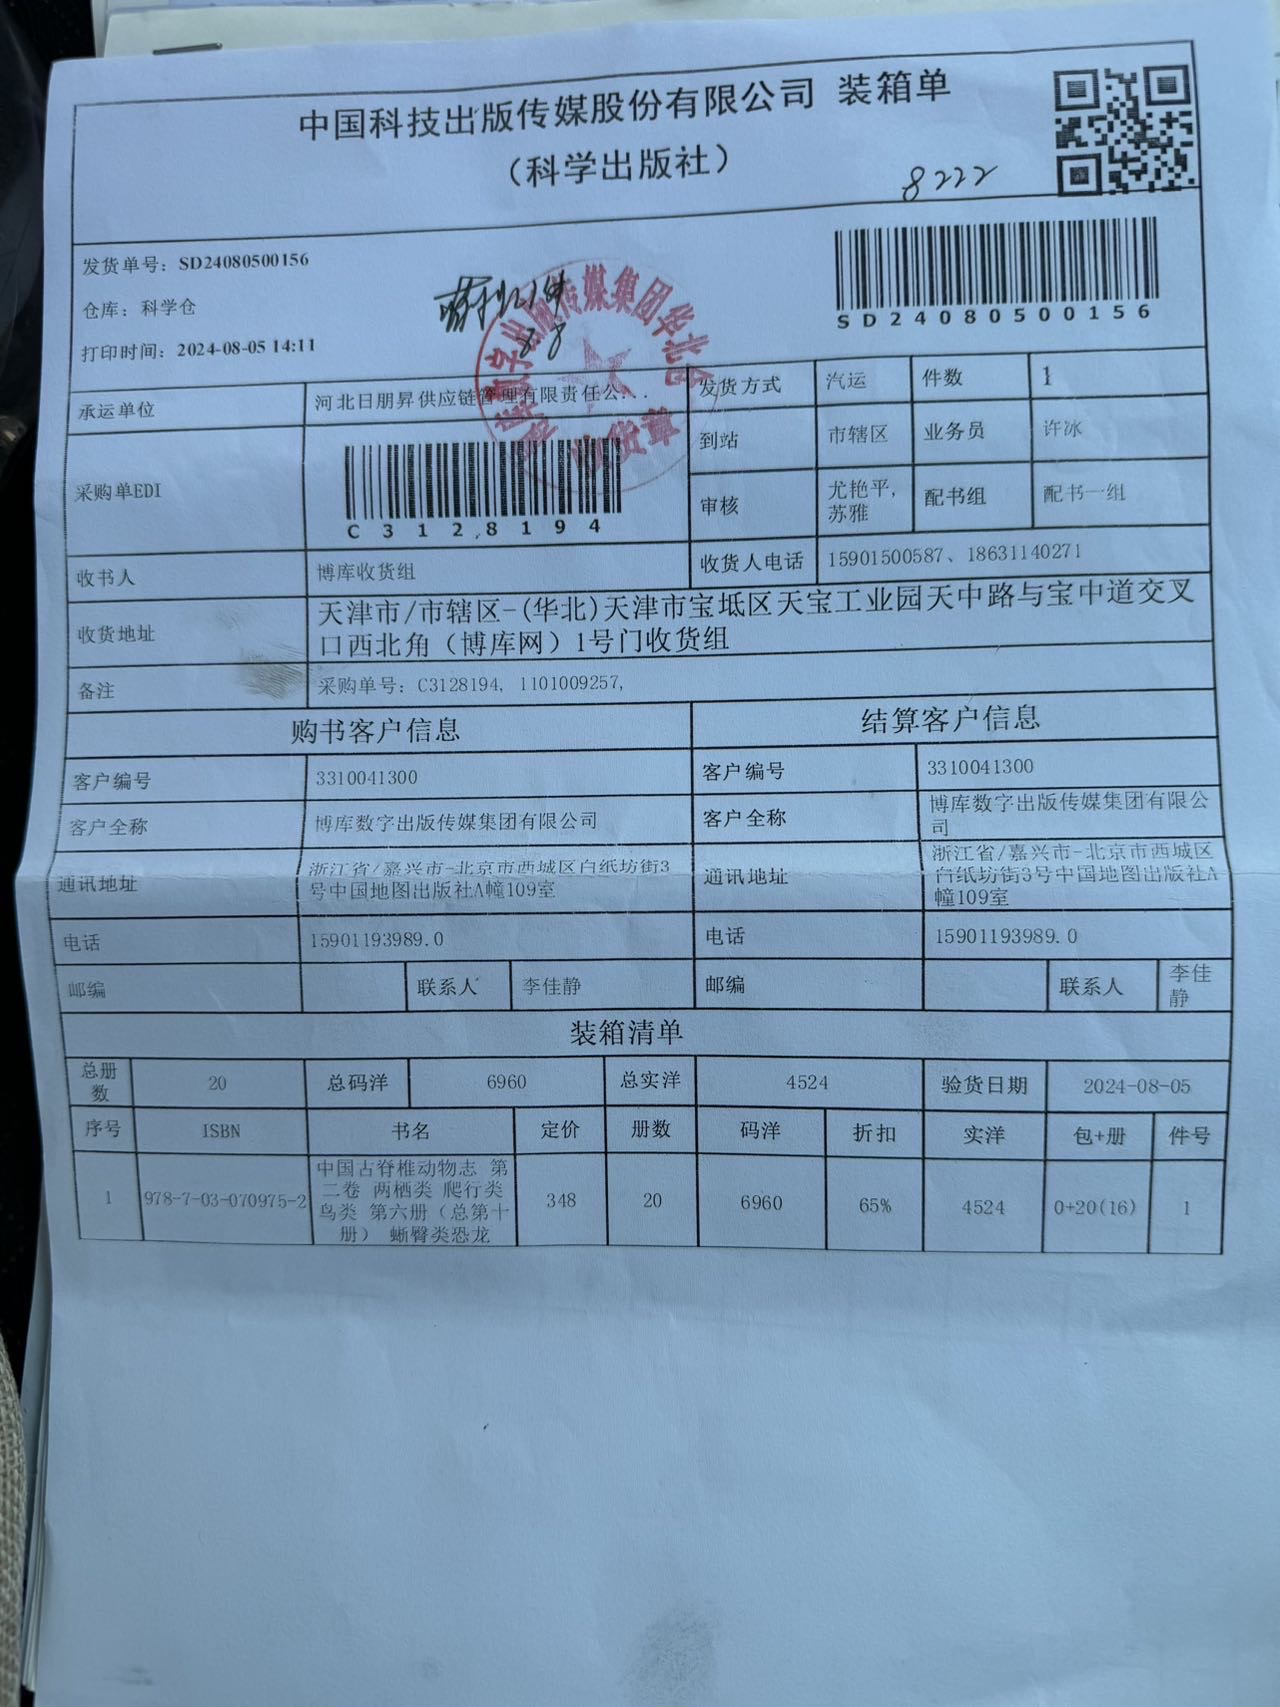 中国科技出版传媒股份有限公司 装箱单
（科学出版社）
8222
发货单号：SD24080500156
仓库：科学仓
打印时间：2024-08-05 14:11
SD24080500156
8.8
承运单位 河北日朋昇供应链管理有限责任公... 发货方式 汽运 件数 1
采购单EDI C3128194 到站 市辖区 业务员 许冰
审核 尤艳平,苏雅 配书组 配书一组
收书人 博库收货组 收货人电话 15901500587、18631140271
收货地址 天津市/市辖区-(华北)天津市宝坻区天宝工业园天中路与宝中道交叉
口西北角（博库网）1号门收货组
备注 采购单号：C3128194, 1101009257,
购书客户信息 结算客户信息
客户编号 3310041300 客户编号 3310041300
客户全称 博库数字出版传媒集团有限公司 客户全称 博库数字出版传媒集团有限公司
通讯地址 浙江省/嘉兴市-北京市西城区白纸坊街3号中国地图出版社A幢109室 通讯地址 浙江省/嘉兴市-北京市西城区白纸坊街3号中国地图出版社A幢109室
电话 15901193989.0 电话 15901193989.0
邮编 联系人 李佳静 邮编 联系人 李佳静
装箱清单
总册数 20 总码洋 6960 总实洋 4524 验货日期 2024-08-05
序号 ISBN 书名 定价 册数 码洋 折扣 实洋 包+册 件号
1 978-7-03-070975-2 中国古脊椎动物志 第二卷 两栖类 爬行类 鸟类 第六册（总第十册） 蜥臀类恐龙 348 20 6960 65% 4524 0+20(16) 1